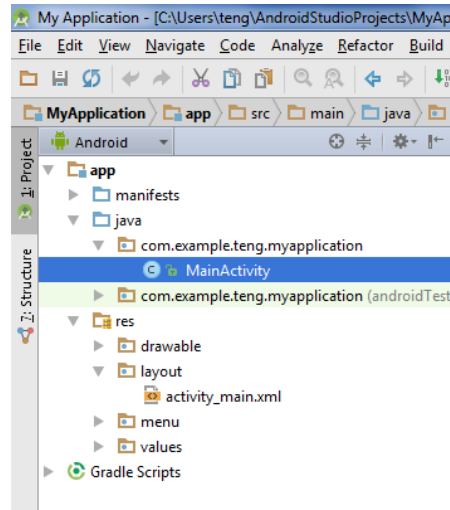 My Application - [C:\Users\teng\AndroidStudioProjects\MyAp
File Edit View Navigate Code Analyze Refactor Build
MyApplication app src main java
1: Project
Android
app
manifests
java
com.example.teng.myapplication
MainActivity
com.example.teng.myapplication (androidTest
7: Structure
res
drawable
layout
activity_main.xml
menu
values
Gradle Scripts